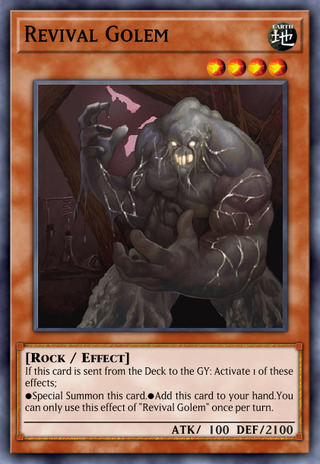 Revival Golem
EARTH
地
[Rock / Effect]
If this card is sent from the Deck to the GY: Activate 1 of these
effects;
●Special Summon this card.●Add this card to your hand.You
can only use this effect of "Revival Golem" once per turn.
ATK/ 100 DEF/2100